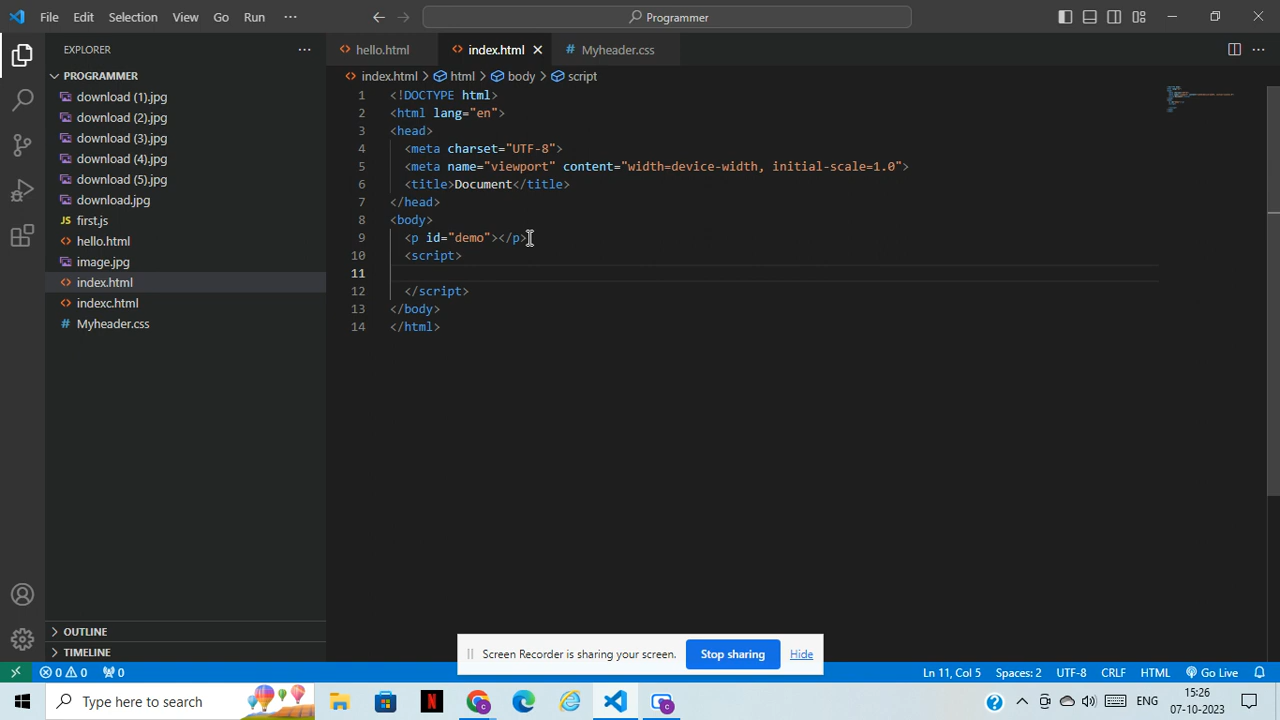 File Edit Selection View Go Run ···
Programmer
EXPLORER ···
PROGRAMMER
download (1).jpg
download (2).jpg
download (3).jpg
download (4).jpg
download (5).jpg
download.jpg
JS first.js
hello.html
image.jpg
index.html
indexc.html
# Myheader.css
OUTLINE
TIMELINE
hello.html index.html # Myheader.css
index.html > html > body > script
1 <!DOCTYPE html>
2 <html lang="en">
3 <head>
4 <meta charset="UTF-8">
5 <meta name="viewport" content="width=device-width, initial-scale=1.0">
6 <title>Document</title>
7 </head>
8 <body>
9 <p id="demo"></p>
10 <script>
11
12 </script>
13 </body>
14 </html>
Screen Recorder is sharing your screen. Stop sharing Hide
0 0 0 Ln 11, Col 5 Spaces: 2 UTF-8 CRLF HTML Go Live
Type here to search
ENG 15:26
07-10-2023